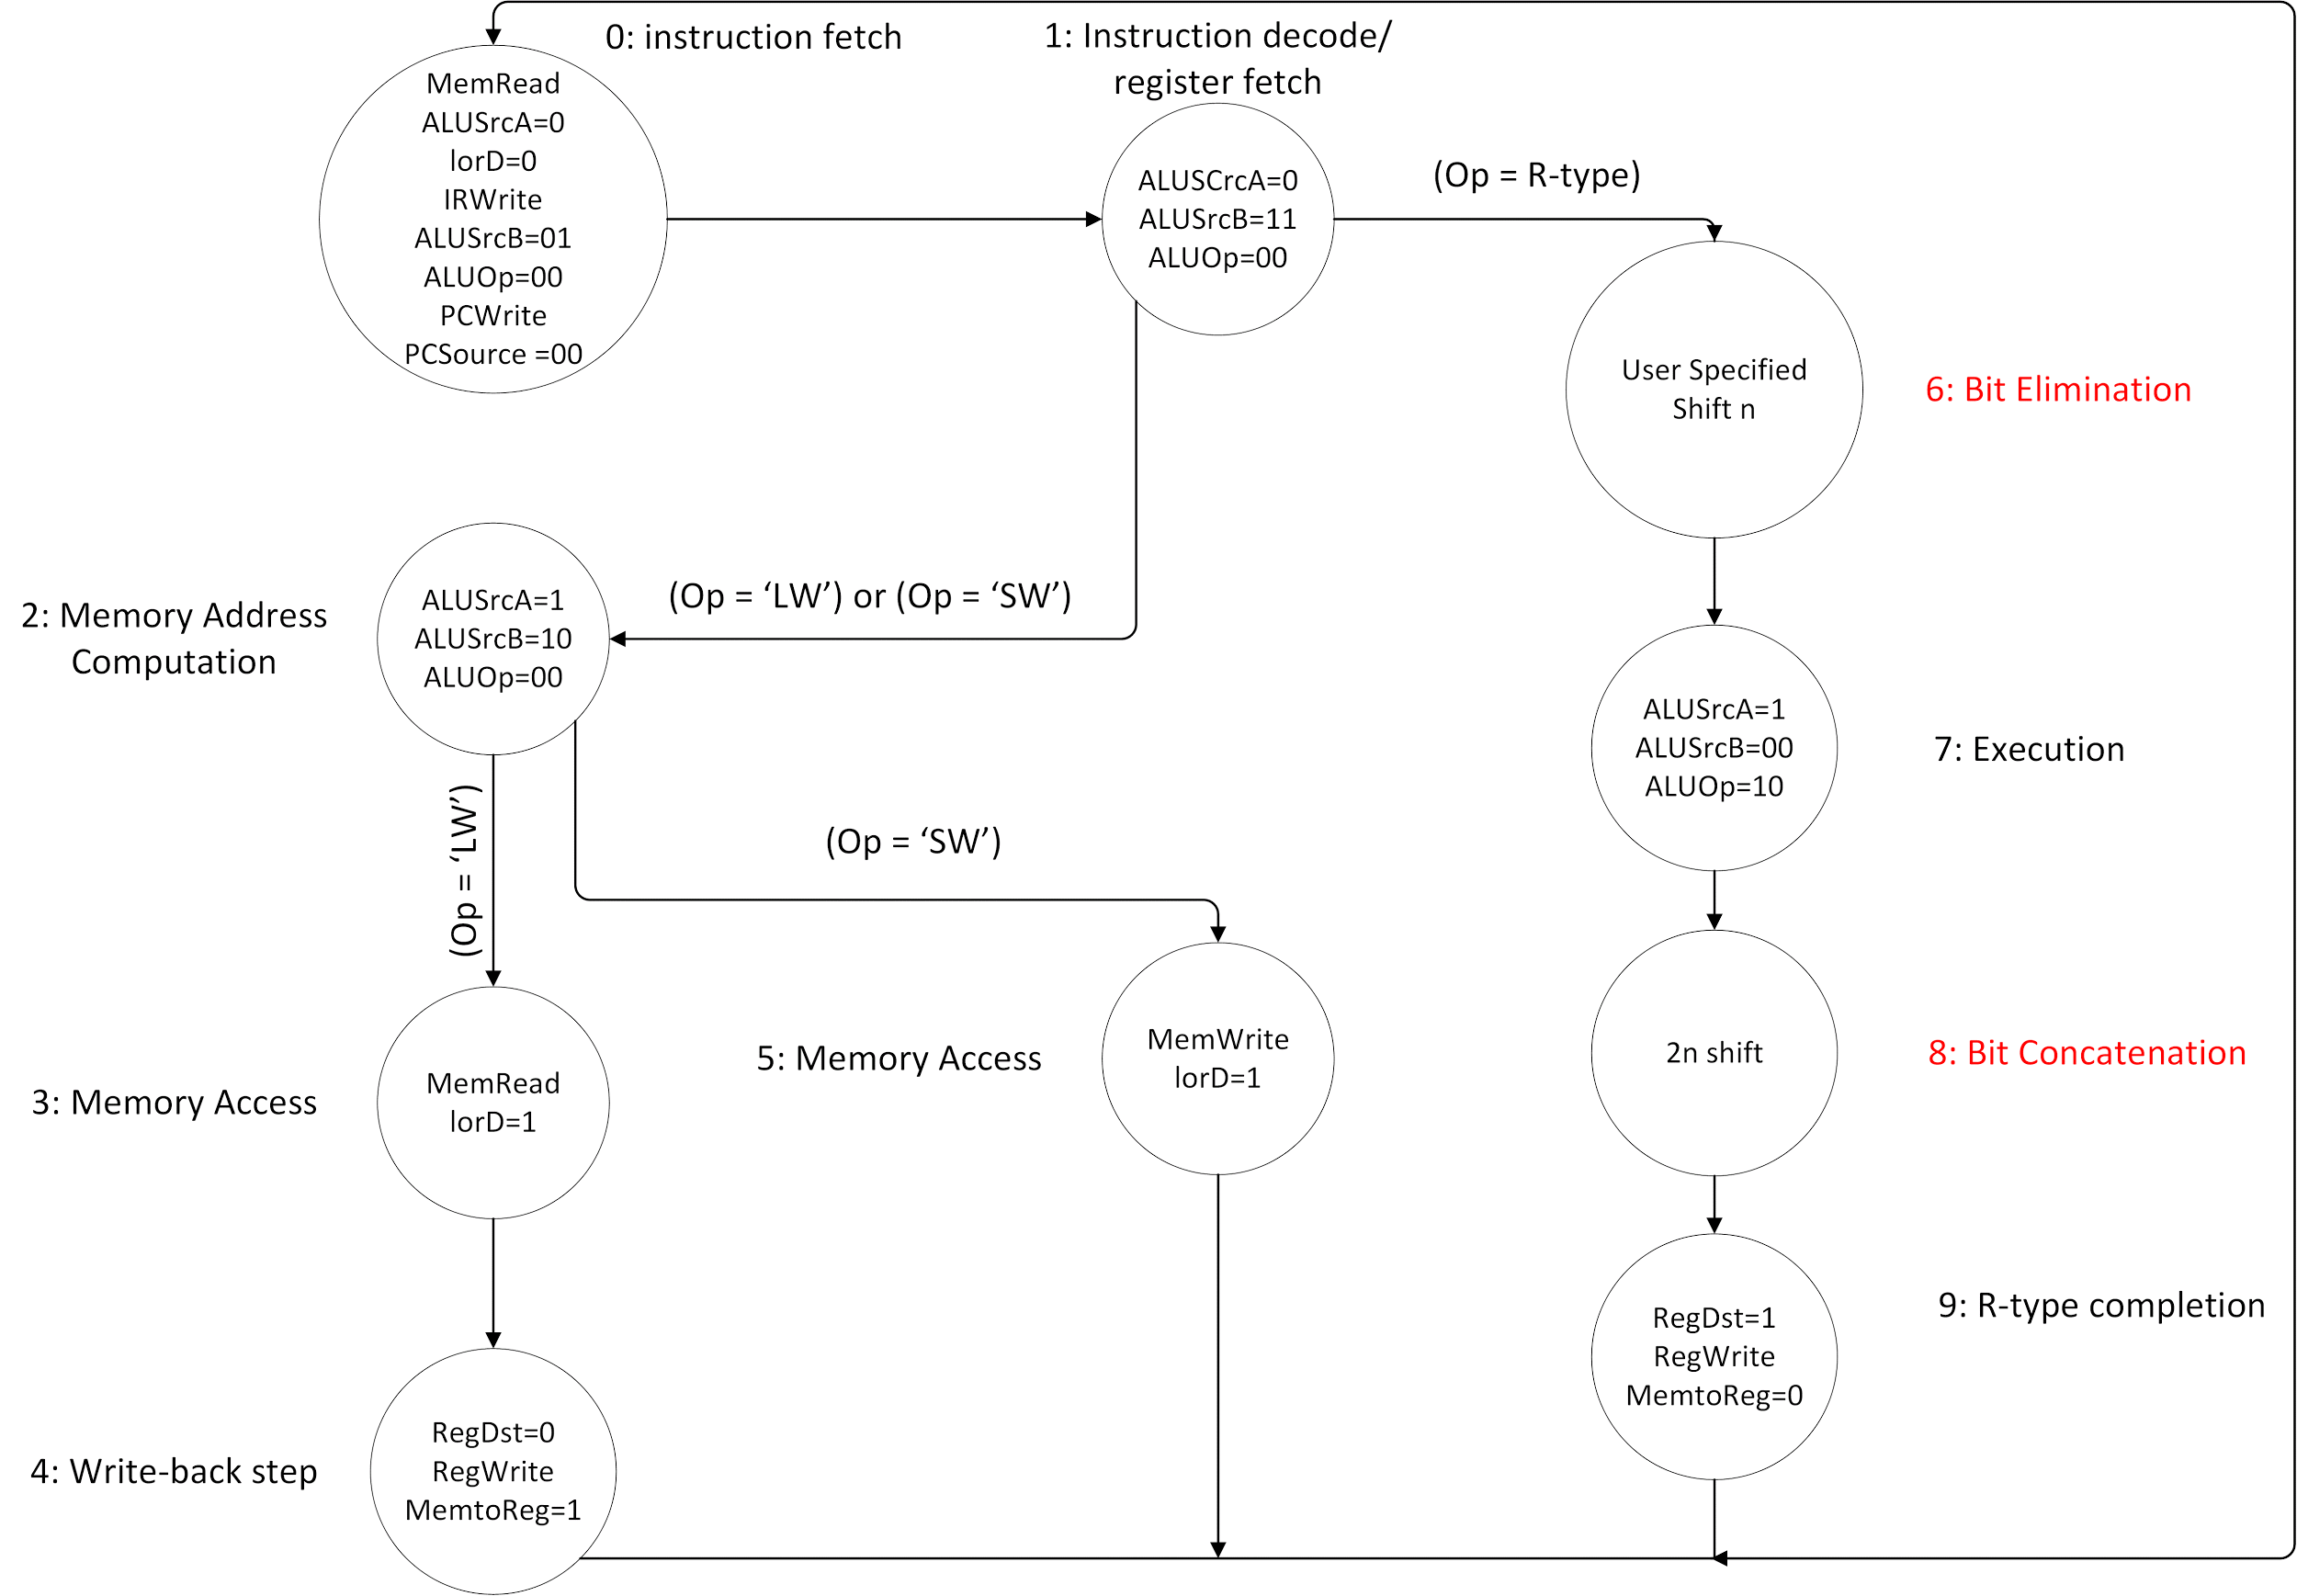 0: instruction fetch
MemRead
ALUSrcA=0
lorD=0
IRWrite
ALUSrcB=01
ALUOp=00
PCWrite
PCSource =00
1: Instruction decode/
register fetch
ALUSCrcA=0
ALUSrcB=11
ALUOp=00
(Op = R-type)
User Specified
Shift n
6: Bit Elimination
2: Memory Address
Computation
ALUSrcA=1
ALUSrcB=10
ALUOp=00
(Op = ‘LW’) or (Op = ‘SW’)
ALUSrcA=1
ALUSrcB=00
ALUOp=10
7: Execution
(Op = ‘LW’)
(Op = ‘SW’)
3: Memory Access
MemRead
lorD=1
5: Memory Access
MemWrite
lorD=1
2n shift
8: Bit Concatenation
4: Write-back step
RegDst=0
RegWrite
MemtoReg=1
RegDst=1
RegWrite
MemtoReg=0
9: R-type completion